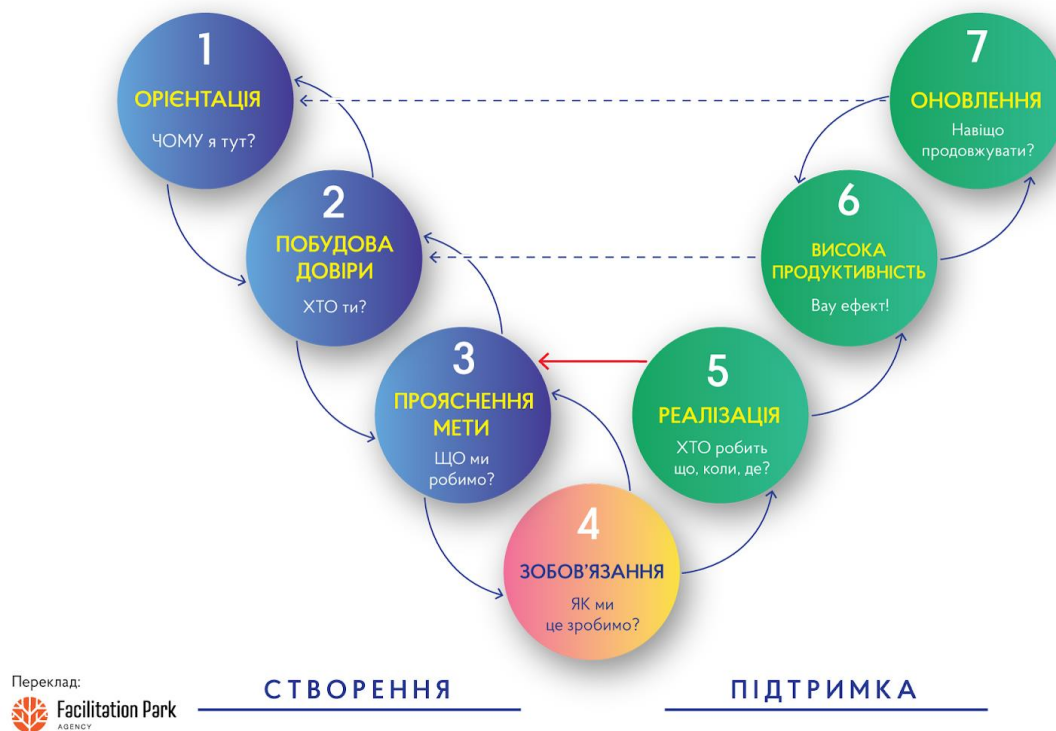 1
ОРІЄНТАЦІЯ
ЧОМУ я тут?
2
ПОБУДОВА
ДОВІРИ
ХТО ти?
3
ПРОЯСНЕННЯ
МЕТИ
ЩО ми
робимо?
4
ЗОБОВ'ЯЗАННЯ
ЯК ми
це зробимо?
5
РЕАЛІЗАЦІЯ
ХТО робить
що, коли, де?
6
ВИСОКА
ПРОДУКТИВНІСТЬ
Вау ефект!
7
ОНОВЛЕННЯ
Навіщо
продовжувати?
СТВОРЕННЯ
ПІДТРИМКА
Переклад:
Facilitation Park
AGENCY